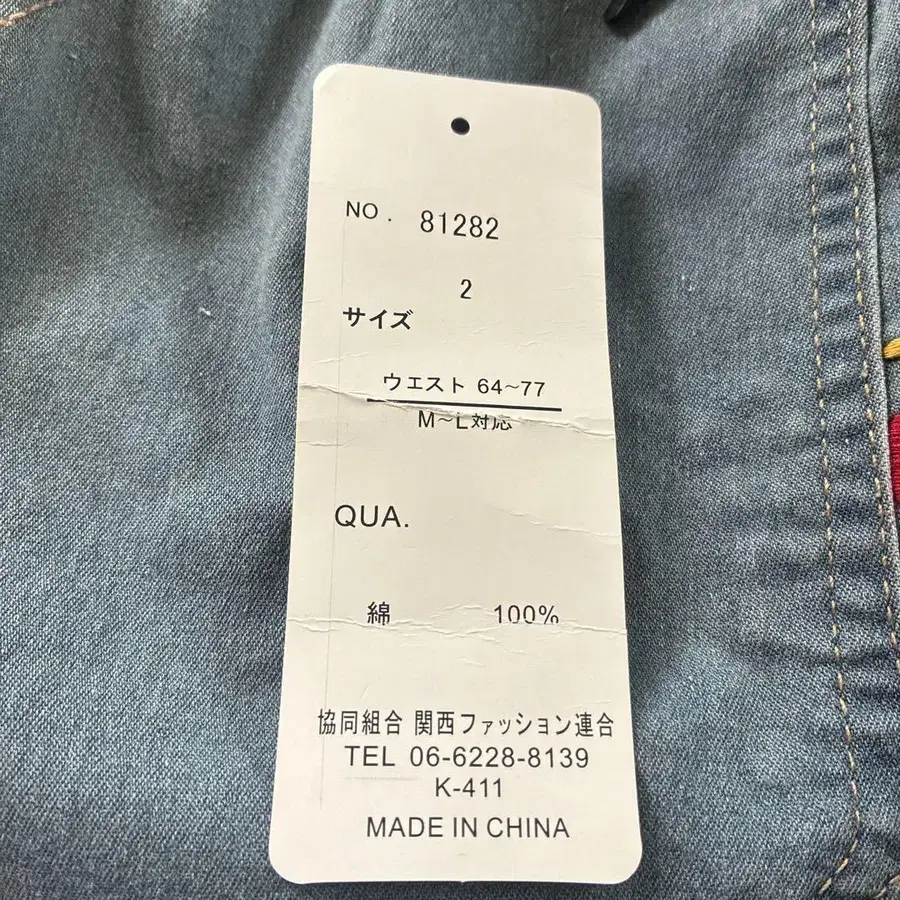 NO. 81282
2
サイズ
ウエスト 64~77
M~L対応
QUA.
綿 100%
協同組合 関西ファッション連合
TEL 06-6228-8139
K-411
MADE IN CHINA